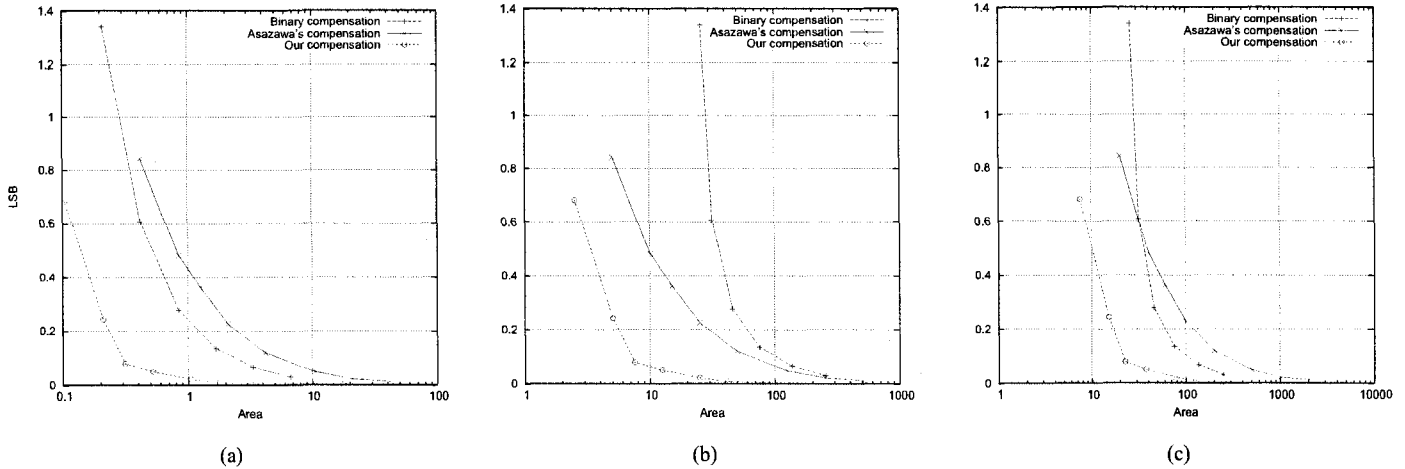 1.4
1.2
1
0.8
0.6
0.4
0.2
0
LSB
Binary compensation
Asazawa's compensation
Our compensation
0.1 1 10 100
Area
(a)
1.4
1.2
1
0.8
0.6
0.4
0.2
0
Binary compensation
Asazawa's compensation
Our compensation
1 10 100 1000
Area
(b)
1.4
1.2
1
0.8
0.6
0.4
0.2
0
Binary compensation
Asazawa's compensation
Our compensation
1 10 100 1000 10000
Area
(c)